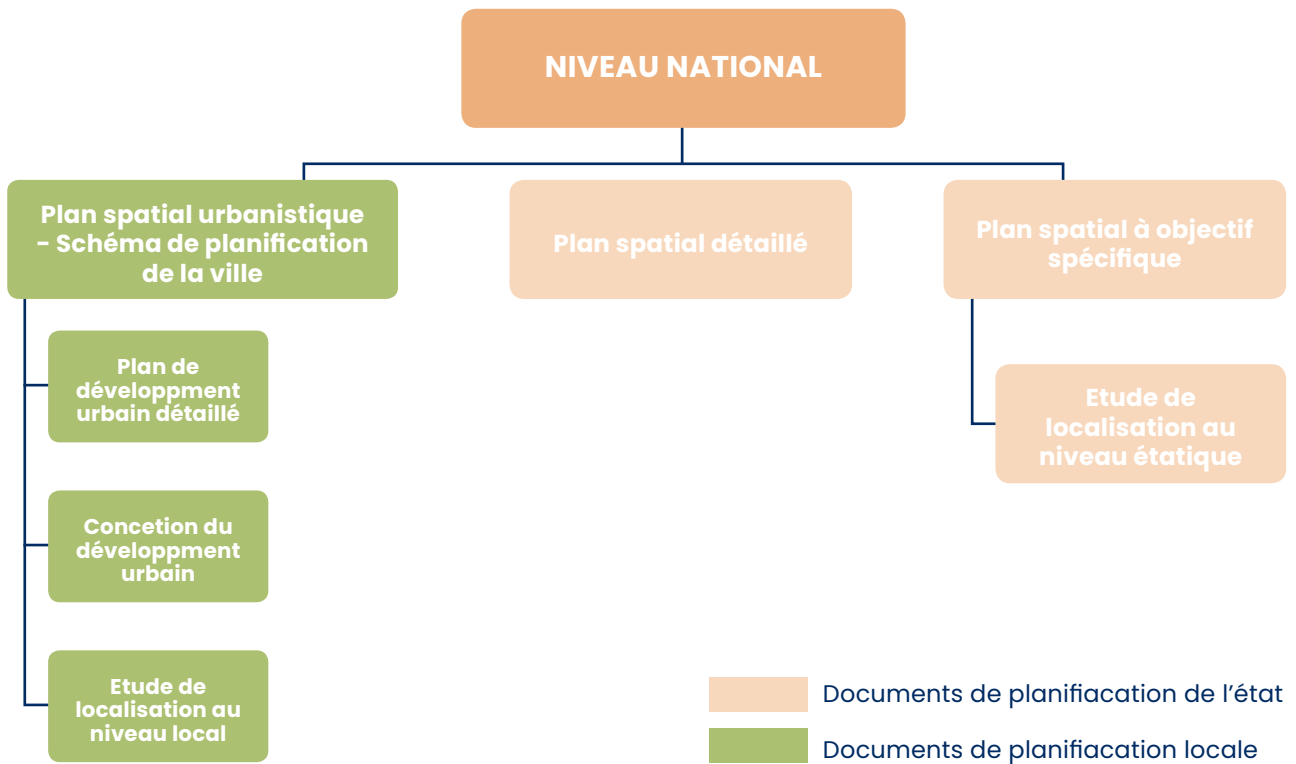 NIVEAU NATIONAL
Plan spatial urbanistique
- Schéma de planification
de la ville
Plan spatial détaillé
Plan spatial à objectif
spécifique
Plan de
développment
urbain détaillé
Etude de
localisation au
niveau étatique
Concetion du
développment
urbain
Etude de
localisation au
niveau local
Documents de planifiacation de l'état
Documents de planifiacation locale